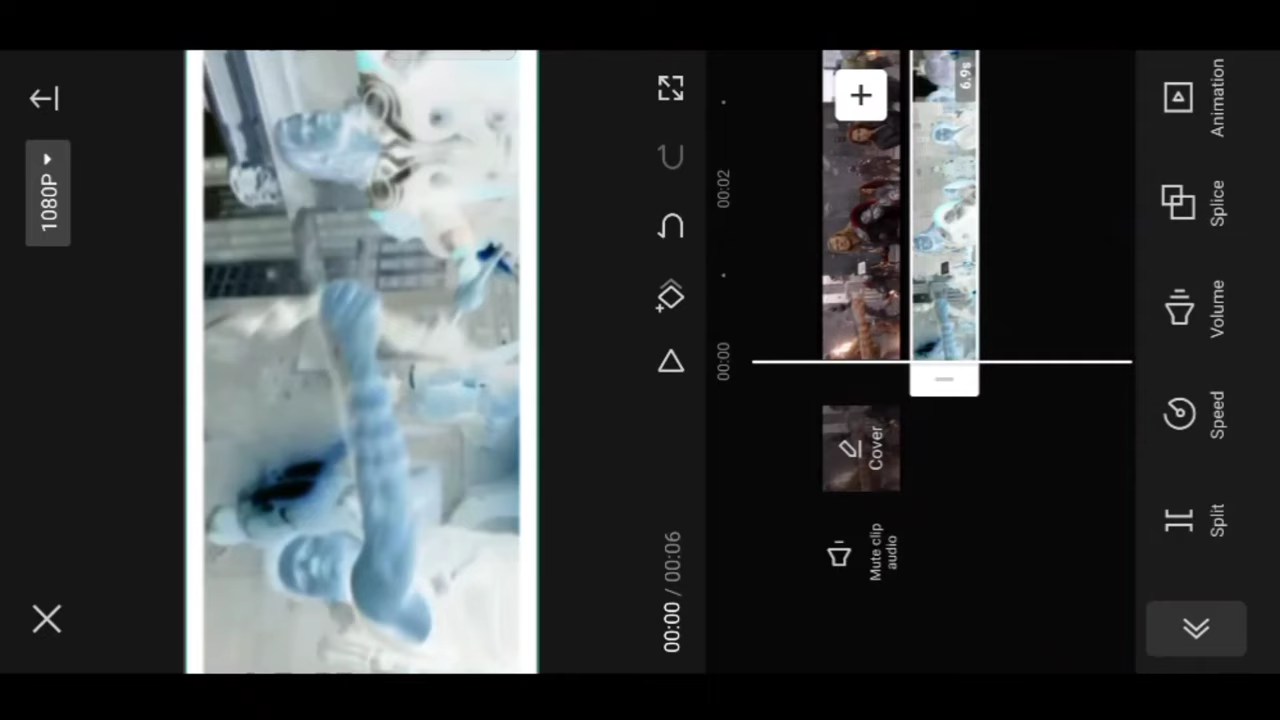 1080P
00:00 / 00:06
00:00
00:02
6.9s
Cover
Mute clip
audio
Split
Speed
Volume
Splice
Animation